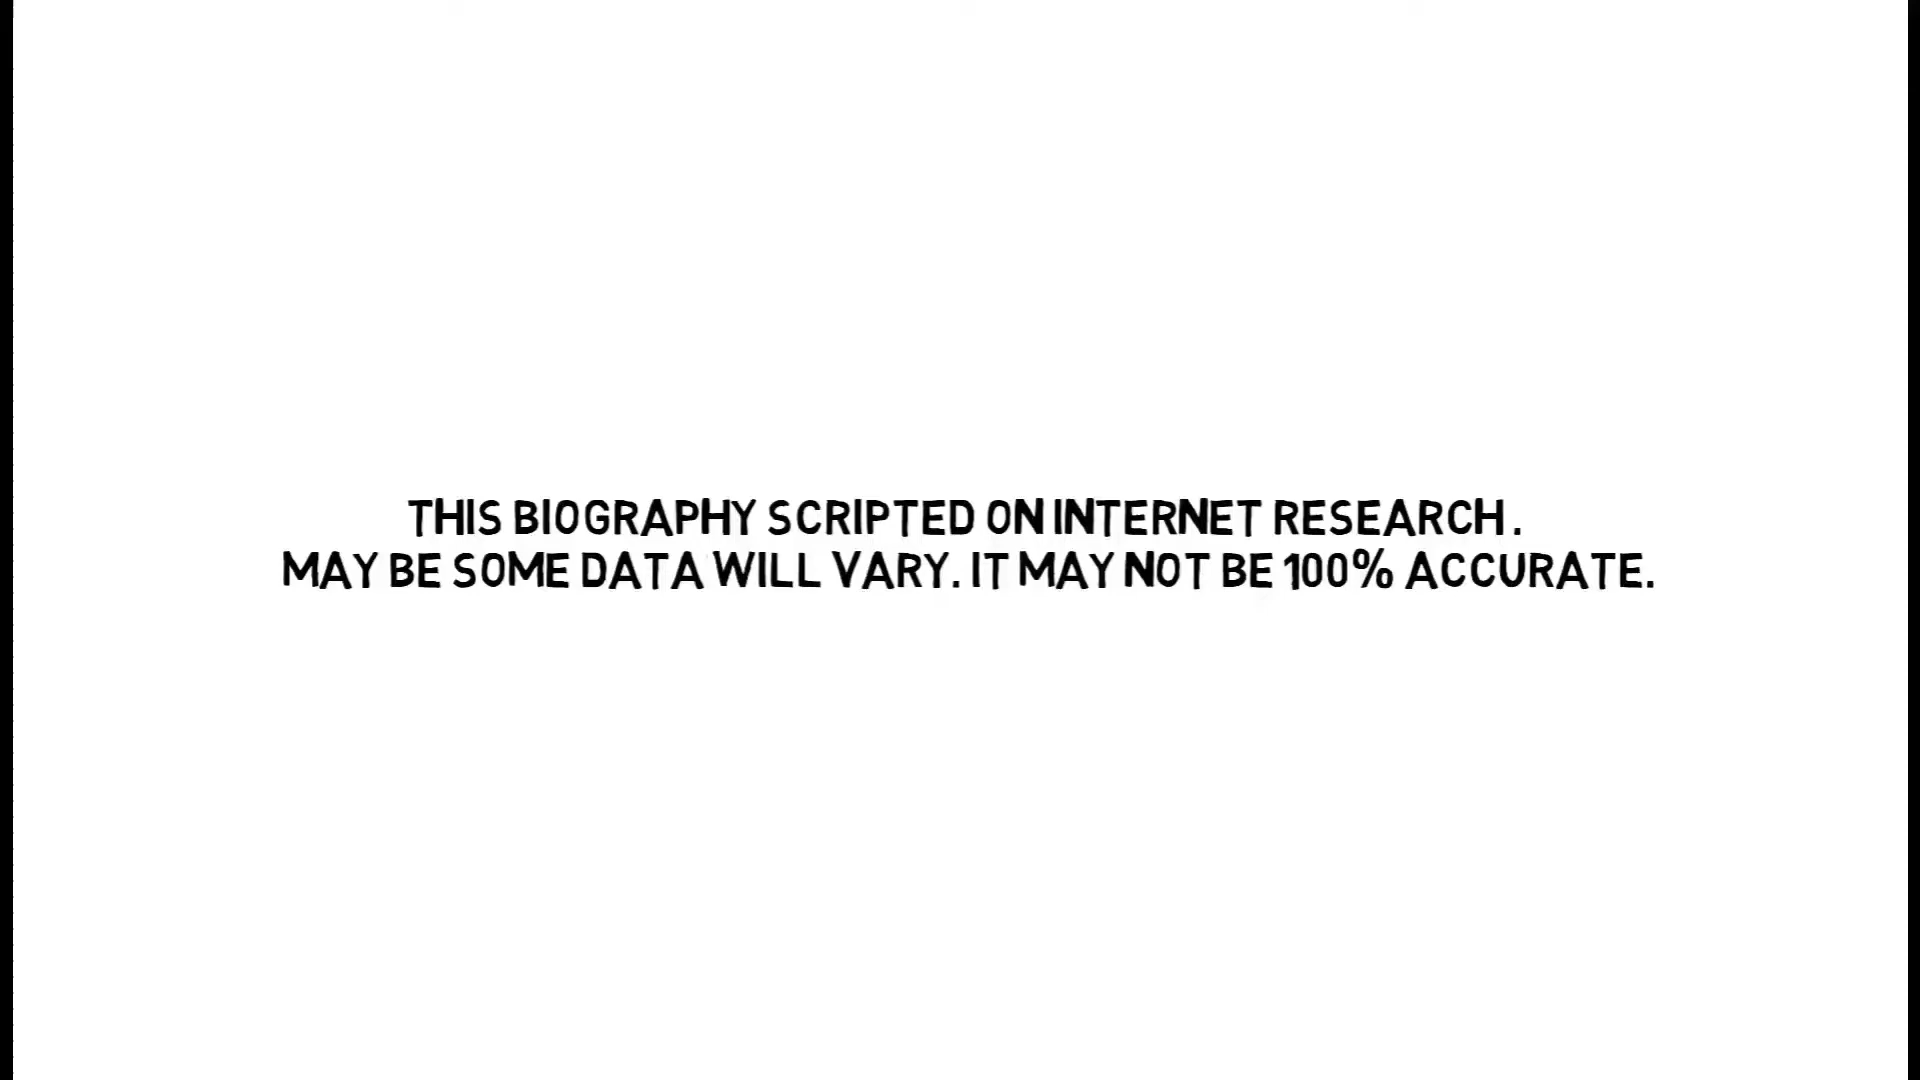 THIS BIOGRAPHY SCRIPTED ON INTERNET RESEARCH .
MAY BE SOME DATA WILL VARY. IT MAY NOT BE 100% ACCURATE.